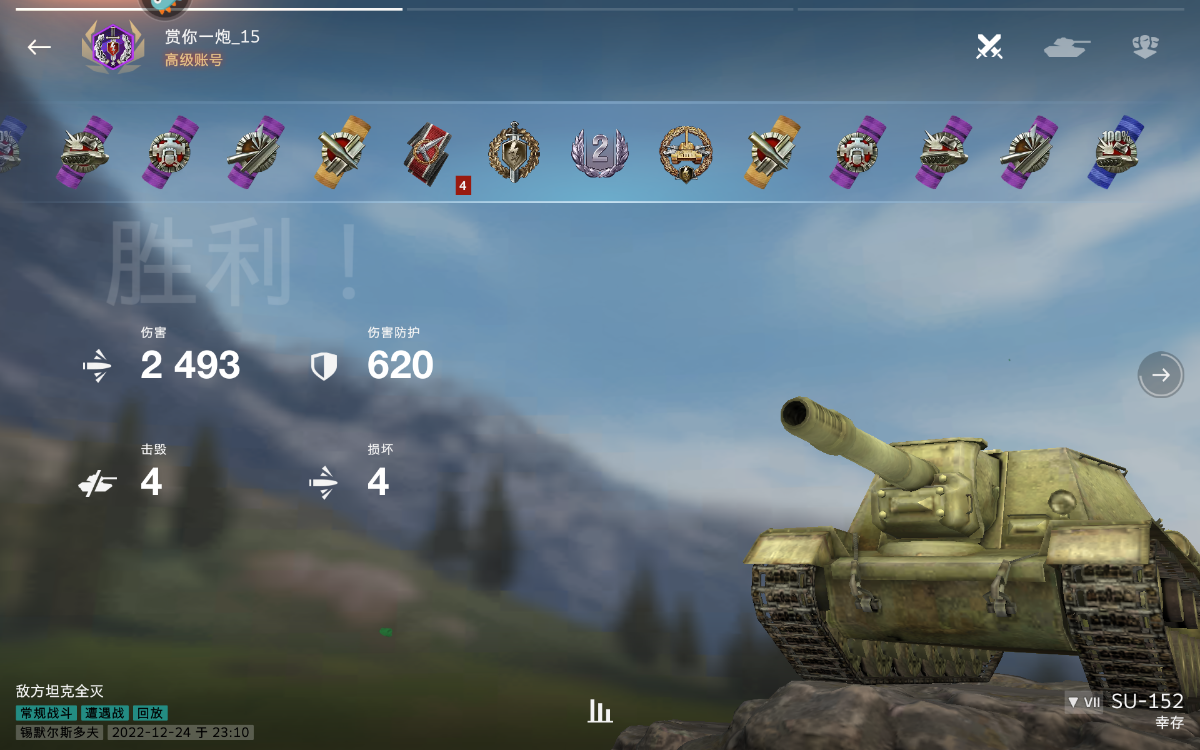 赏你一炮_15
高级账号
4
2
100%
胜利！
伤害
2 493
伤害防护
620
击毁
4
损坏
4
敌方坦克全灭
常规战斗 遭遇战 回放
锡默尔斯多夫 2022-12-24 于 23:10
▼ VII SU-152
幸存